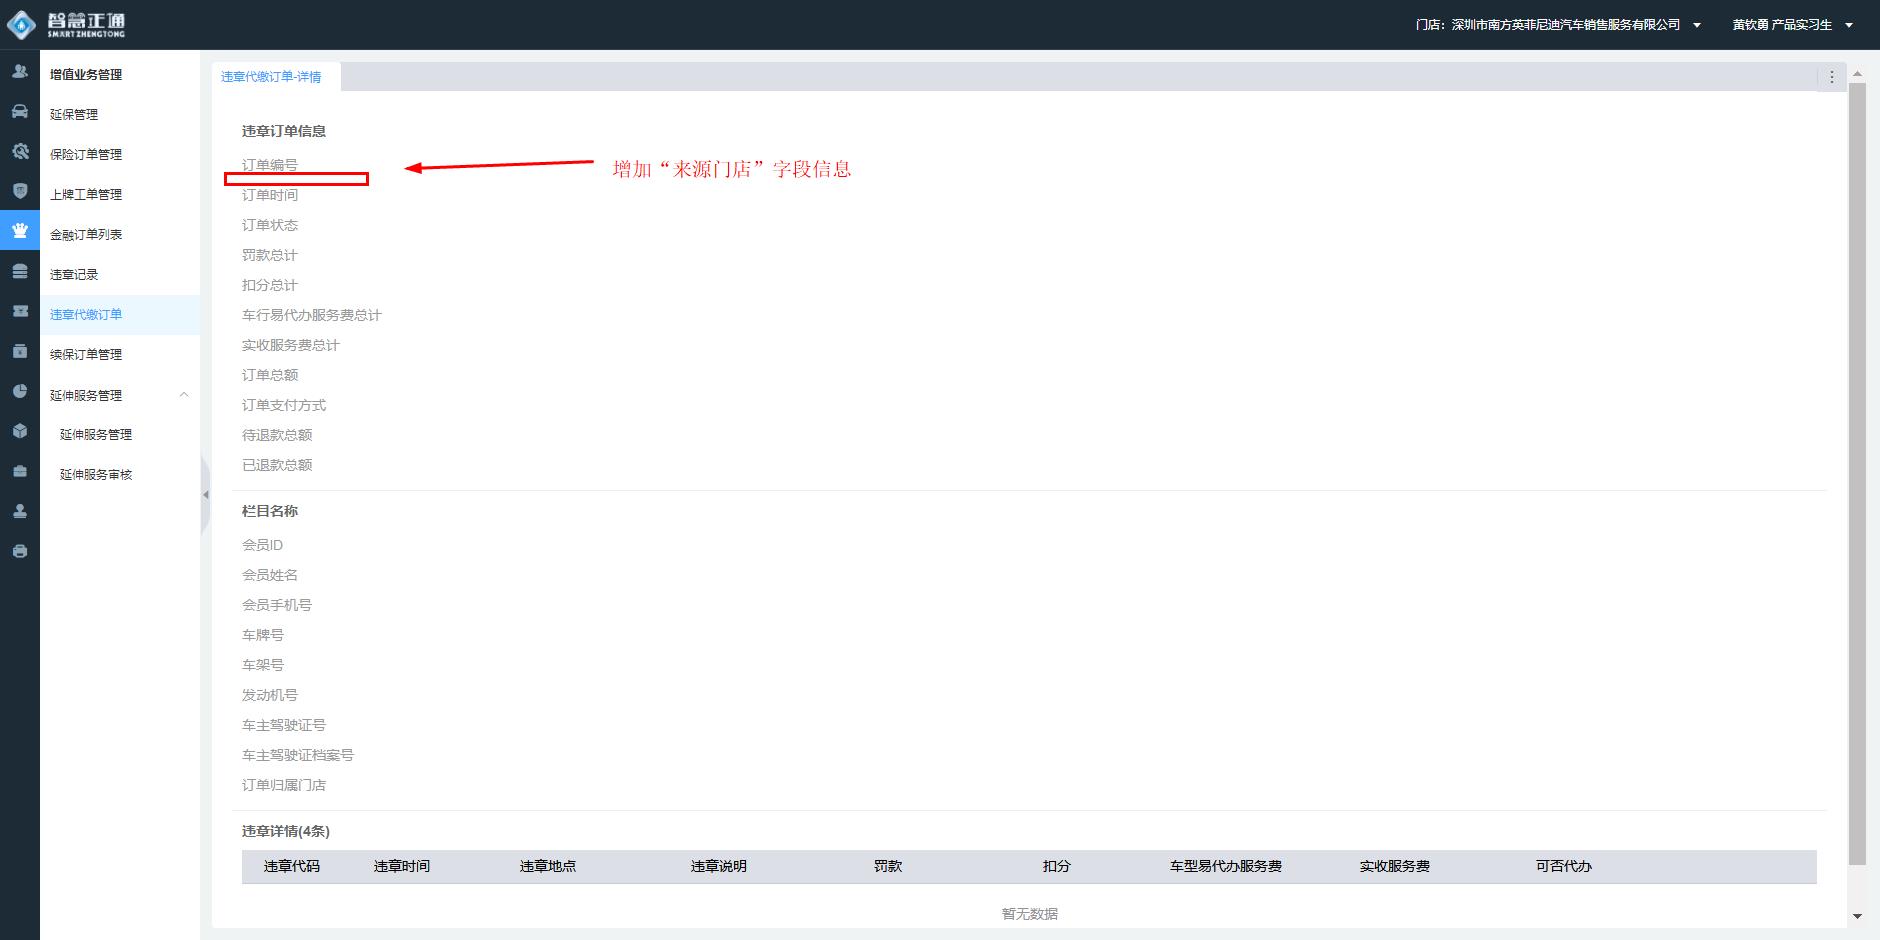 智慧正通
SMART ZHENGTONG
门店：深圳市南方英菲尼迪汽车销售服务有限公司
黄钦勇 产品实习生
增值业务管理
延保管理
保险订单管理
上牌工单管理
金融订单列表
违章记录
违章代缴订单
续保订单管理
延伸服务管理
延伸服务管理
延伸服务审核
违章代缴订单-详情
违章订单信息
订单编号
增加“来源门店”字段信息
订单时间
订单状态
罚款总计
扣分总计
车行易代办服务费总计
实收服务费总计
订单总额
订单支付方式
待退款总额
已退款总额
栏目名称
会员ID
会员姓名
会员手机号
车牌号
车架号
发动机号
车主驾驶证号
车主驾驶证档案号
订单归属门店
违章详情(4条)
违章代码 违章时间 违章地点 违章说明 罚款 扣分 车型易代办服务费 实收服务费 可否代办
暂无数据